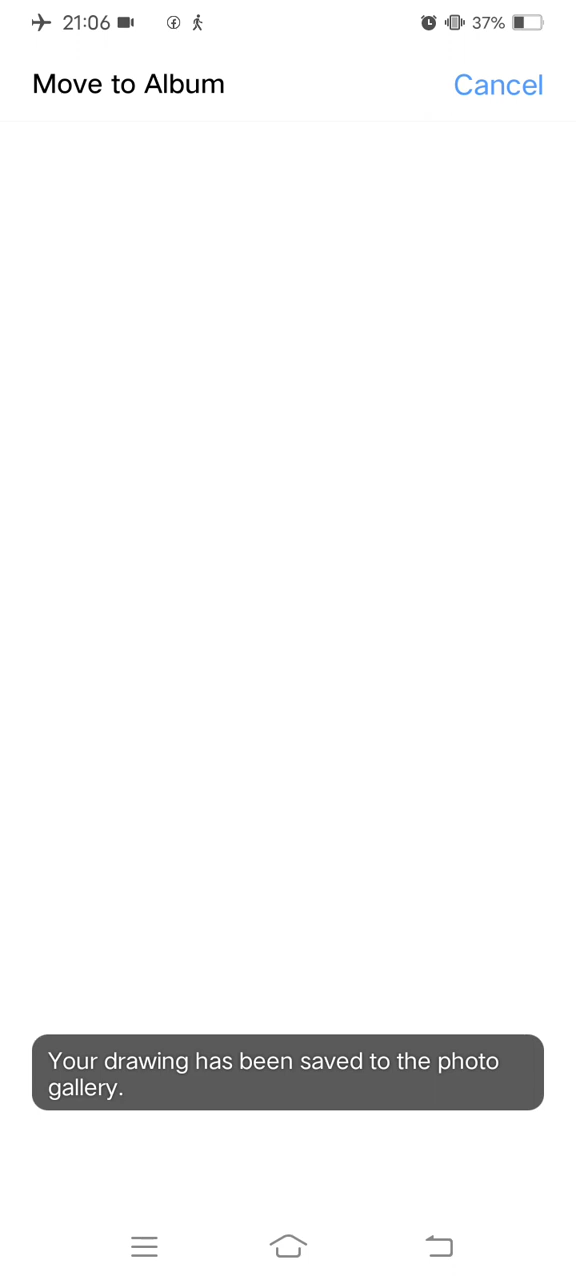 21:06
37%
Move to Album
Cancel
Your drawing has been saved to the photo
gallery.